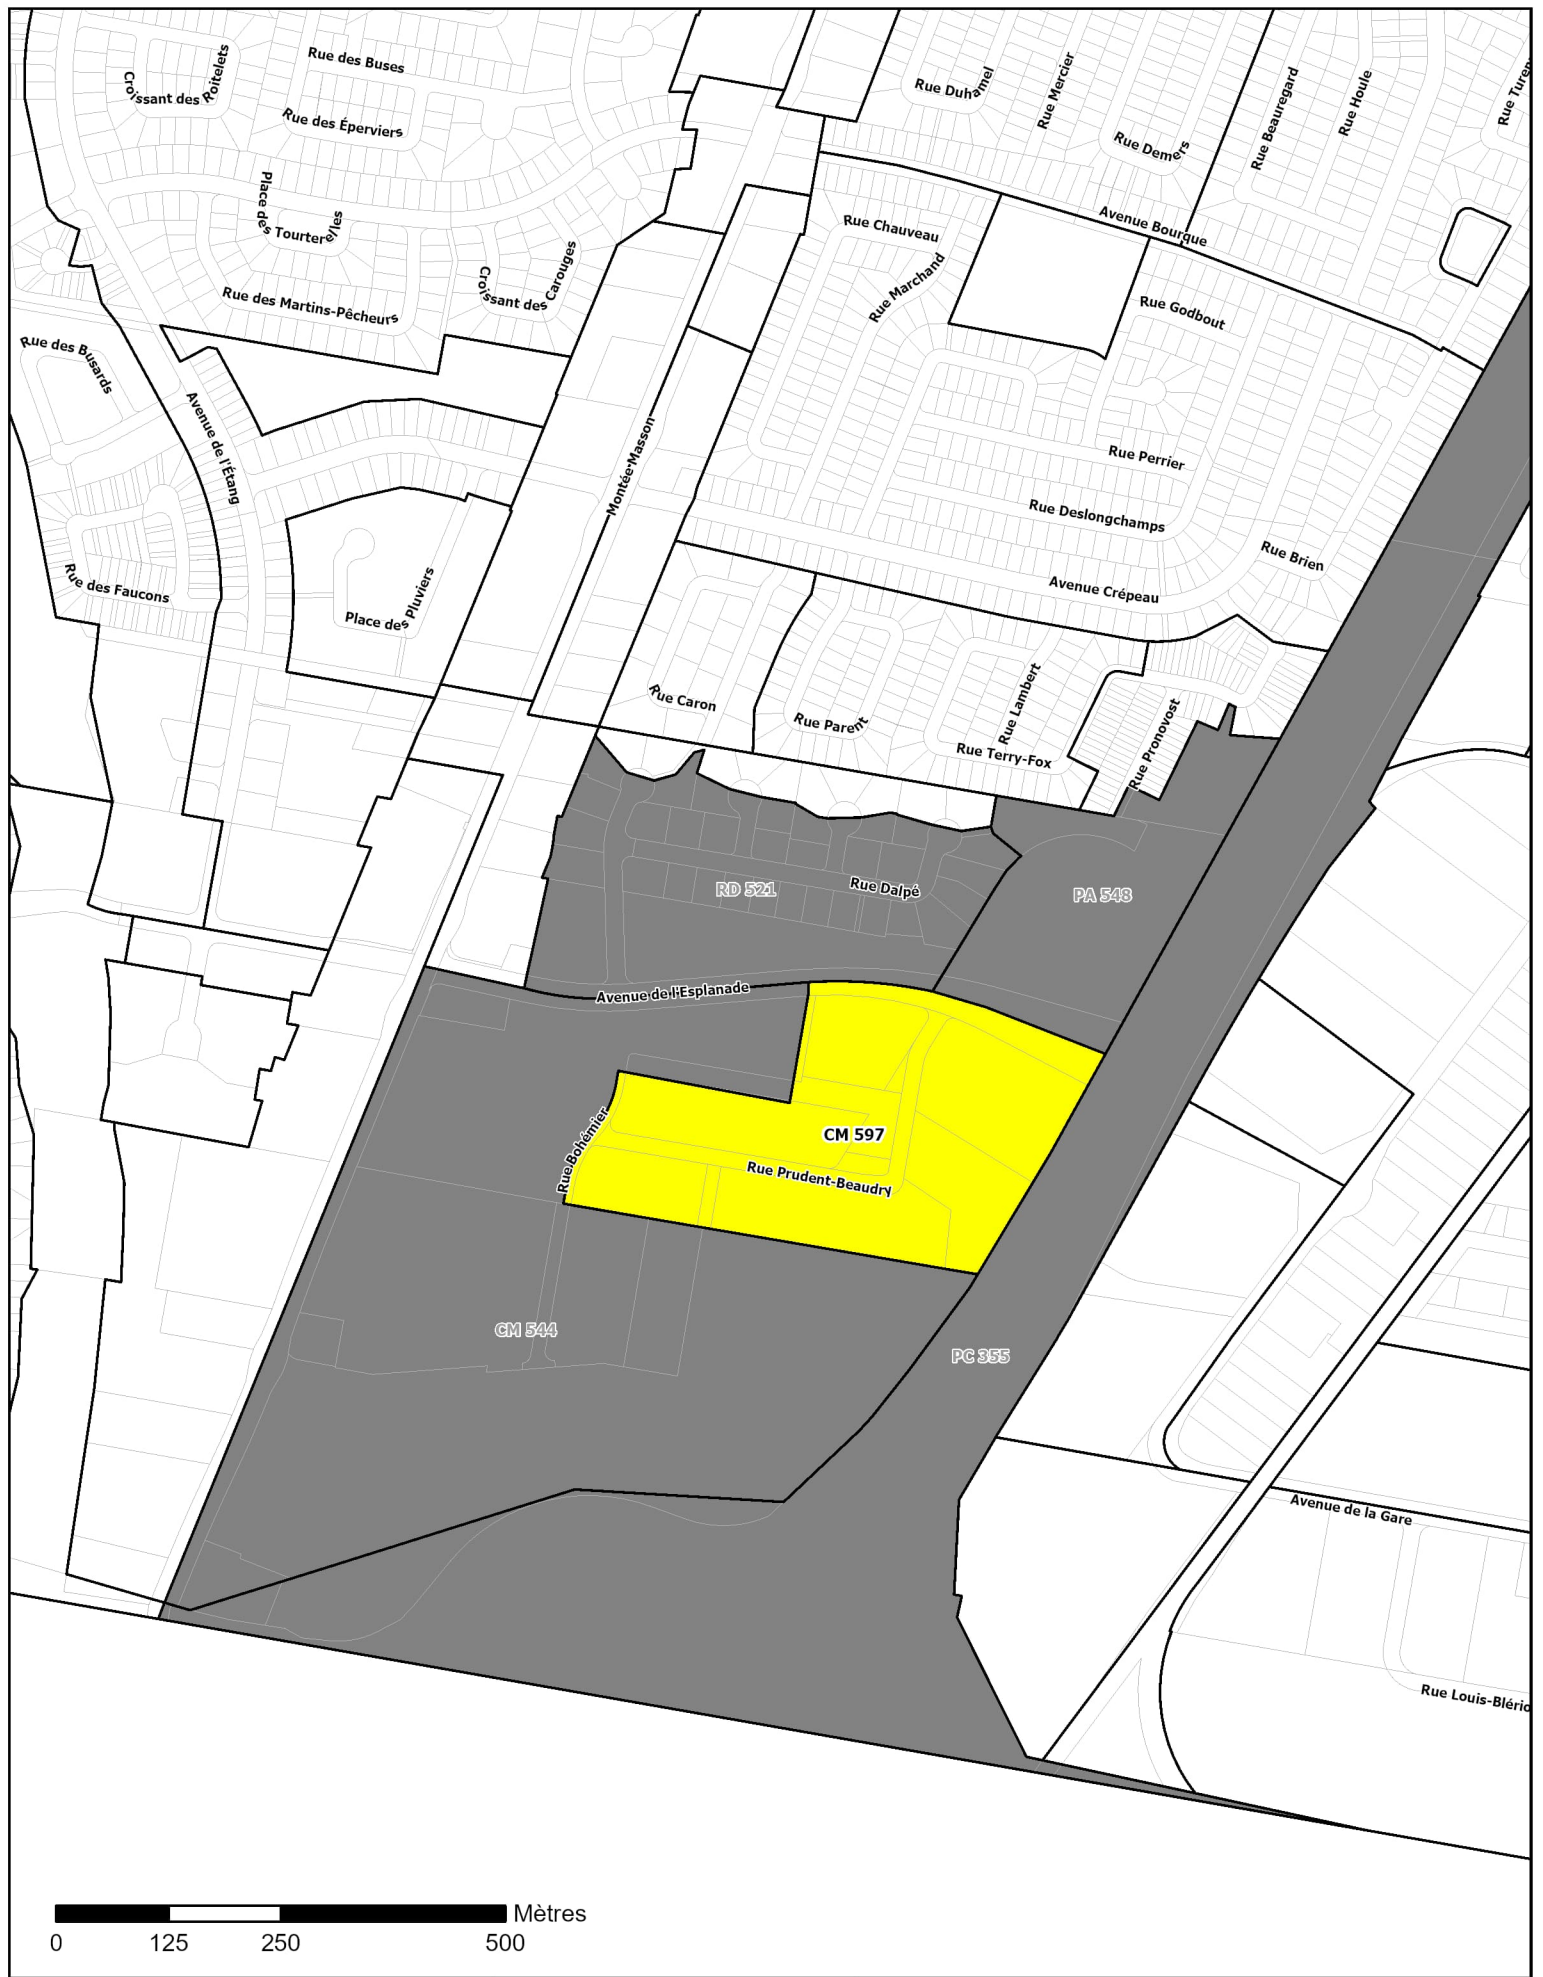 Rue des Buses
Croissant des Roitelets
Rue des Éperviers
Rue Duhamel
Rue Mercier
Rue Demers
Rue Beauregard
Rue Houle
Place des Tourterelles
Rue des Martins-Pêcheurs
Croissant des Carouges
Rue Chauveau
Rue Marchand
Avenue Bourque
Rue Godbout
Rue des Busards
Avenue de l'Étang
Montée Masson
Rue Perrier
Rue Deslongchamps
Rue Brien
Rue des Faucons
Place des Pluviers
Avenue Crépeau
Rue Caron
Rue Parent
Rue Lambert
Rue Terry-Fox
Rue Pronovost
RD 521
Rue Dalpé
PA 548
Avenue de l'Esplanade
Rue Bohémier
CM 597
Rue Prudent-Beaudry
CM 544
PC 355
Avenue de la Gare
Rue Louis-Blério
Mètres
0 125 250 500